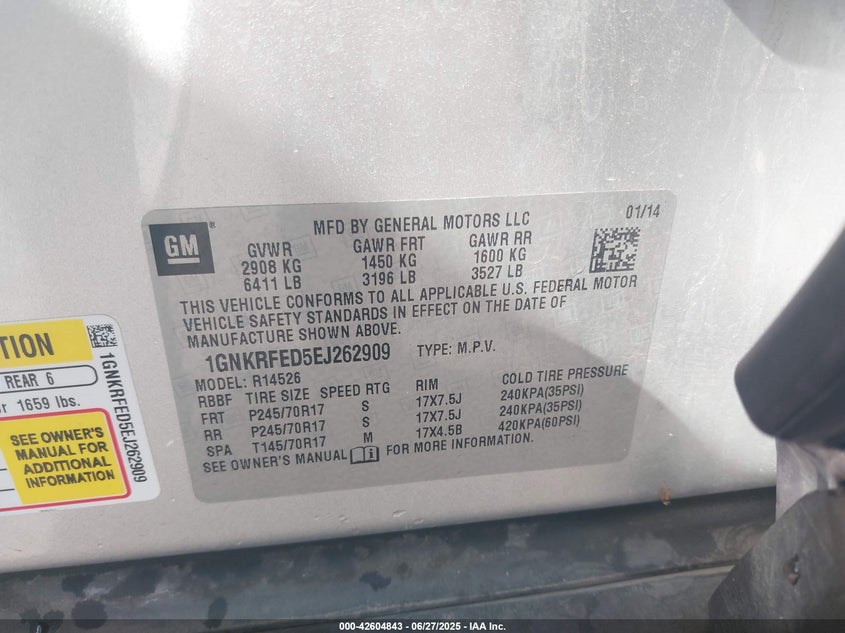 GM
MFD BY GENERAL MOTORS LLC
01/14
GVWR GAWR FRT GAWR RR
2908 KG 1450 KG 1600 KG
6411 LB 3196 LB 3527 LB
THIS VEHICLE CONFORMS TO ALL APPLICABLE U.S. FEDERAL MOTOR
VEHICLE SAFETY STANDARDS IN EFFECT ON THE DATE OF
MANUFACTURE SHOWN ABOVE.
1GNKRFED5EJ262909 TYPE: M.P.V.
MODEL: R14526
RBBF TIRE SIZE SPEED RTG RIM COLD TIRE PRESSURE
FRT P245/70R17 S 17X7.5J 240KPA(35PSI)
RR P245/70R17 S 17X7.5J 240KPA(35PSI)
SPA T145/70R17 M 17X4.5B 420KPA(60PSI)
SEE OWNER'S MANUAL FOR MORE INFORMATION.
TION
REAR 6
or 1659 lbs.
SEE OWNER'S
MANUAL FOR
ADDITIONAL
INFORMATION
1GNKRFED5EJ262909
000-42604843 / 06/27/2025 - IAA Inc.